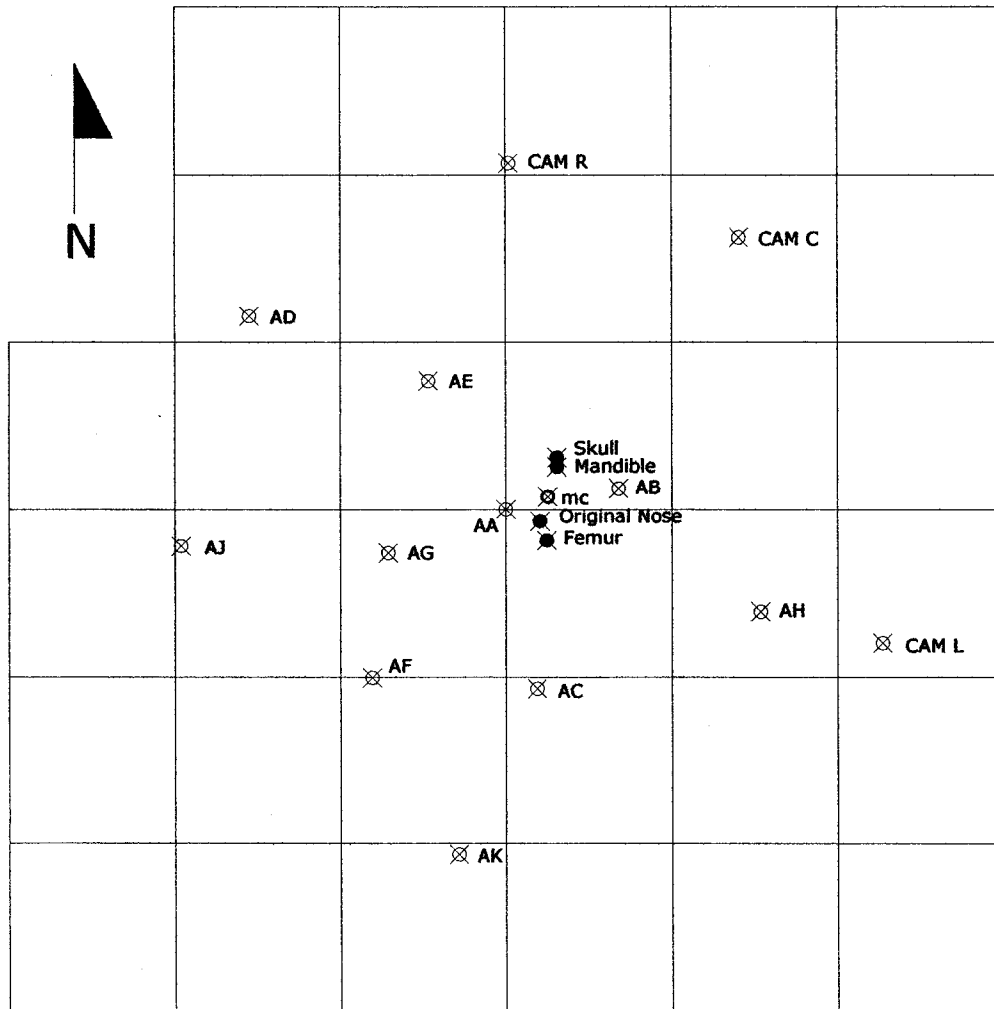 CAM R
N
CAM C
AD
AE
Skull
Mandible
AB
mc
Original Nose
AA
Femur
AJ
AG
AH
CAM L
AF
AC
AK